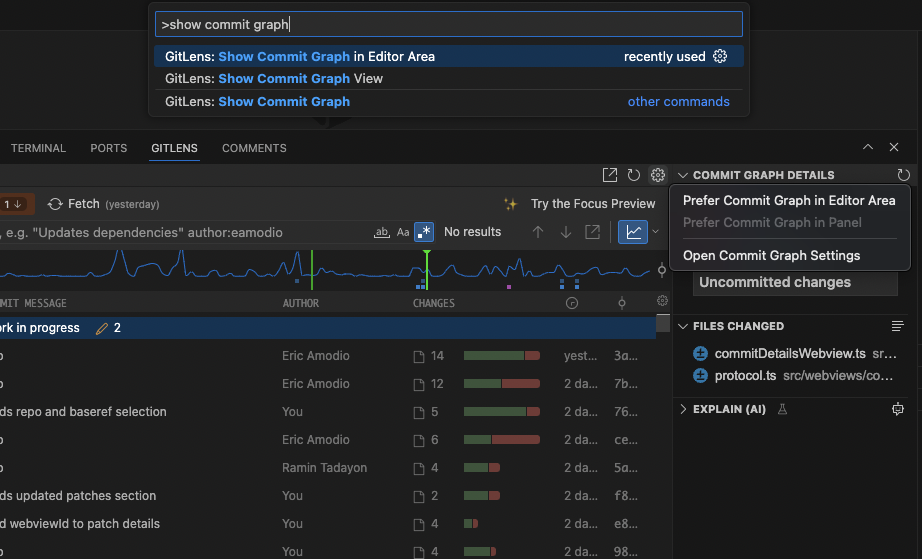 >show commit graph
GitLens: Show Commit Graph in Editor Area recently used
GitLens: Show Commit Graph View
GitLens: Show Commit Graph other commands
TERMINAL PORTS GITLENS COMMENTS
COMMIT GRAPH DETAILS
1 Fetch (yesterday) Try the Focus Preview
Prefer Commit Graph in Editor Area
Prefer Commit Graph in Panel
Open Commit Graph Settings
, e.g. "Updates dependencies" author:eamodio ab Aa .* No results
Uncommitted changes
MIT MESSAGE AUTHOR CHANGES
ork in progress 2
FILES CHANGED
commitDetailsWebview.ts sr...
protocol.ts src/webviews/co...
EXPLAIN (AI)
p Eric Amodio 14 yest... 3a...
p Eric Amodio 12 2 da... 7b...
ds repo and baseref selection You 5 2 da... 76...
p Eric Amodio 6 2 da... ce...
p Ramin Tadayon 4 2 da... 5a...
ds updated patches section You 2 2 da... f8...
d webviewId to patch details You 4 2 da... e8...
p You 4 2 da... 98...